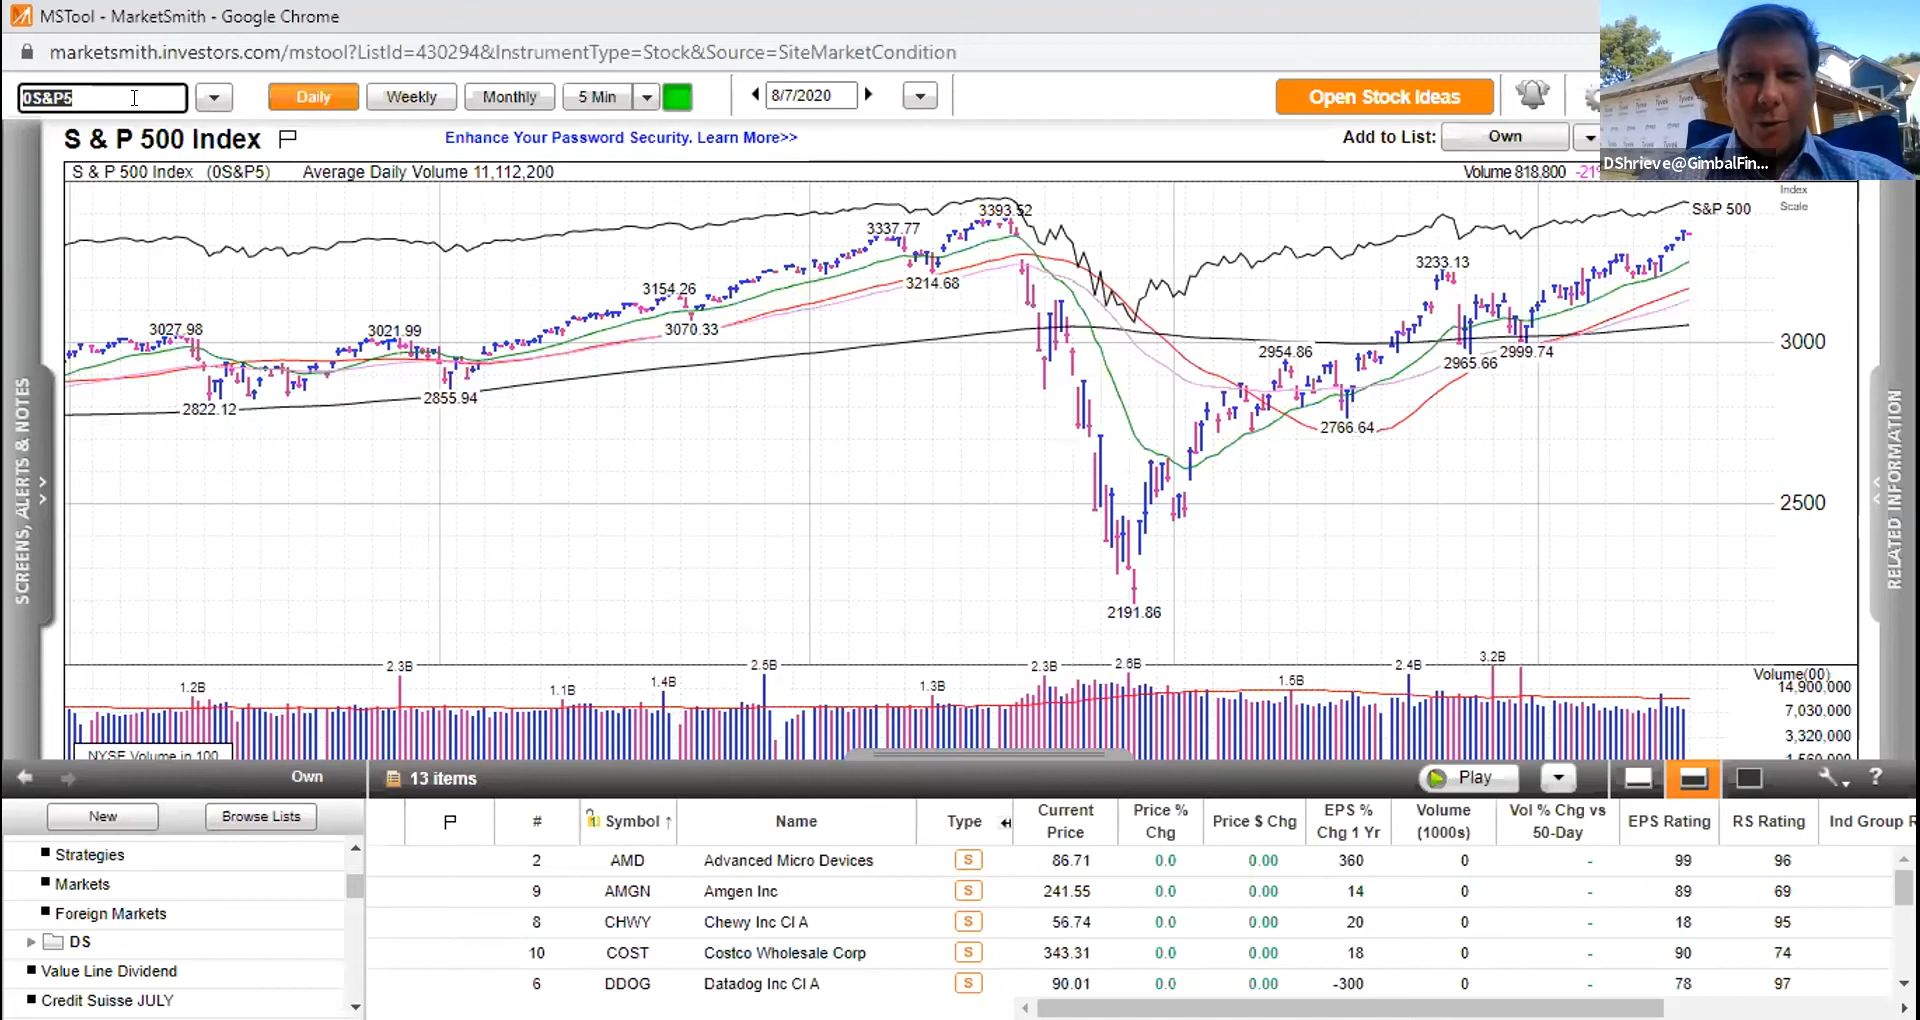 MSTool - MarketSmith - Google Chrome
marketsmith.investors.com/mstool?ListId=430294&InstrumentType=Stock&Source=SiteMarketCondition
0S&P5 Daily Weekly Monthly 5 Min 8/7/2020 Open Stock Ideas
S & P 500 Index Enhance Your Password Security. Learn More>> Add to List: Own
DShrieve@GimbalFin...
S & P 500 Index (0S&P5) Average Daily Volume 11,112,200 Volume 818,800
Index
Scale
S&P 500
3393.52
3337.77
3233.13
3214.68
3154.26
3070.33
3027.98
3021.99
3000
2954.86
2965.66
2999.74
2855.94
2822.12
2766.64
2500
2191.86
SCREENS, ALERTS & NOTES
RELATED INFORMATION
1.2B 2.3B 1.1B 1.4B 2.5B 1.3B 2.3B 2.6B 1.5B 2.4B 3.2B
Volume(00)
14,900,000
7,030,000
3,320,000
NYSE Volume in 100
Own 13 items Play ?
New Browse Lists
Strategies
Markets
Foreign Markets
DS
Value Line Dividend
Credit Suisse JULY
# Symbol ↑ Name Type Current Price Price % Chg Price $ Chg EPS % Chg 1 Yr Volume (1000s) Vol % Chg vs 50-Day EPS Rating RS Rating Ind Group R
2 AMD Advanced Micro Devices S 86.71 0.0 0.00 360 0 - 99 96
9 AMGN Amgen Inc S 241.55 0.0 0.00 14 0 - 89 69
8 CHWY Chewy Inc Cl A S 56.74 0.0 0.00 20 0 - 18 95
10 COST Costco Wholesale Corp S 343.31 0.0 0.00 18 0 - 90 74
6 DDOG Datadog Inc Cl A S 90.01 0.0 0.00 -300 0 - 78 97